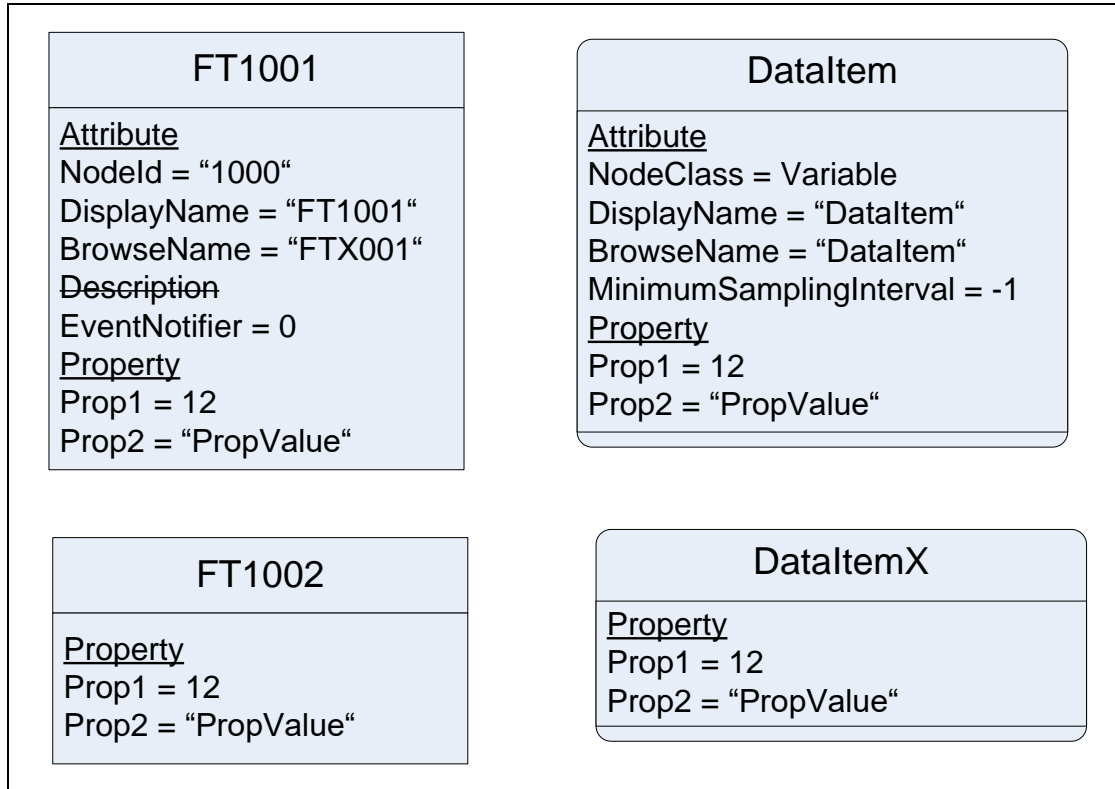 FT1001
Attribute
NodeId = “1000“
DisplayName = “FT1001“
BrowseName = “FTX001“
Description
EventNotifier = 0
Property
Prop1 = 12
Prop2 = “PropValue“
DataItem
Attribute
NodeClass = Variable
DisplayName = “DataItem“
BrowseName = “DataItem“
MinimumSamplingInterval = -1
Property
Prop1 = 12
Prop2 = “PropValue“
FT1002
Property
Prop1 = 12
Prop2 = “PropValue“
DataItemX
Property
Prop1 = 12
Prop2 = “PropValue“